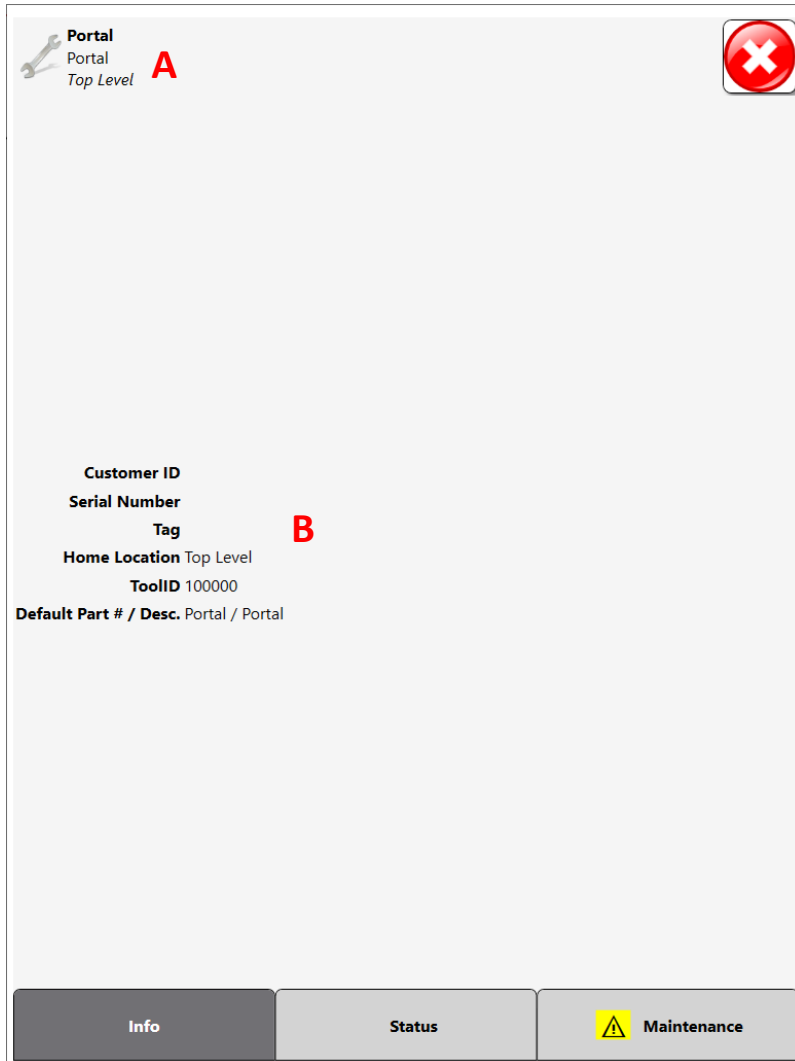 Portal
Portal
Top Level
A
Customer ID
Serial Number
Tag
B
Home Location Top Level
ToolID 100000
Default Part # / Desc. Portal / Portal
Info
Status
Maintenance